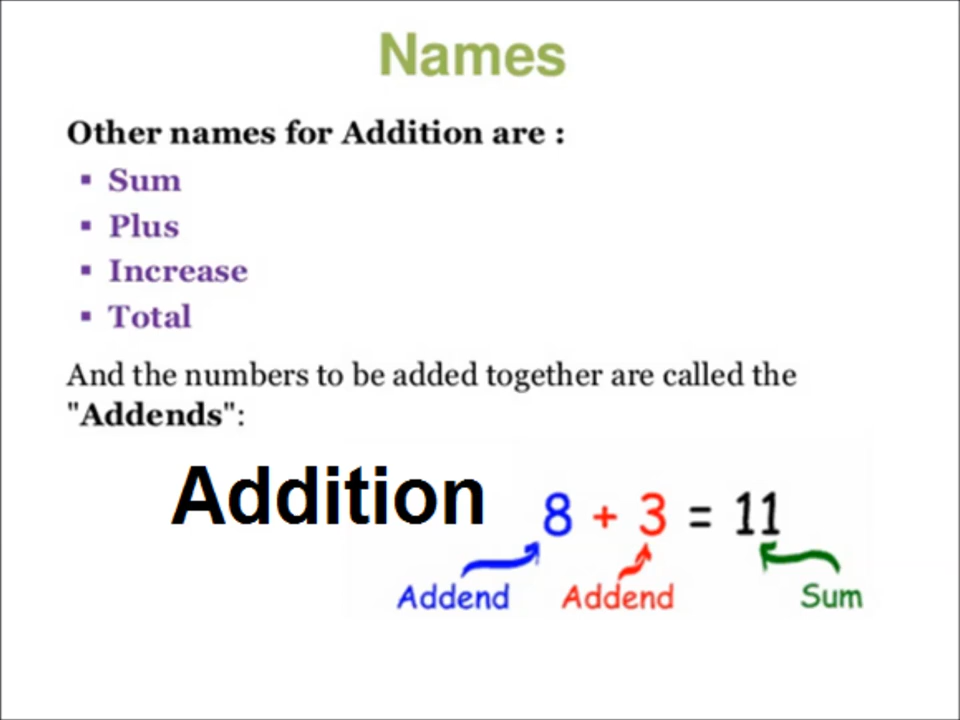 Names
Other names for Addition are :
▪ Sum
▪ Plus
▪ Increase
▪ Total
And the numbers to be added together are called the
"Addends":
Addition 8 + 3 = 11
Addend Addend Sum